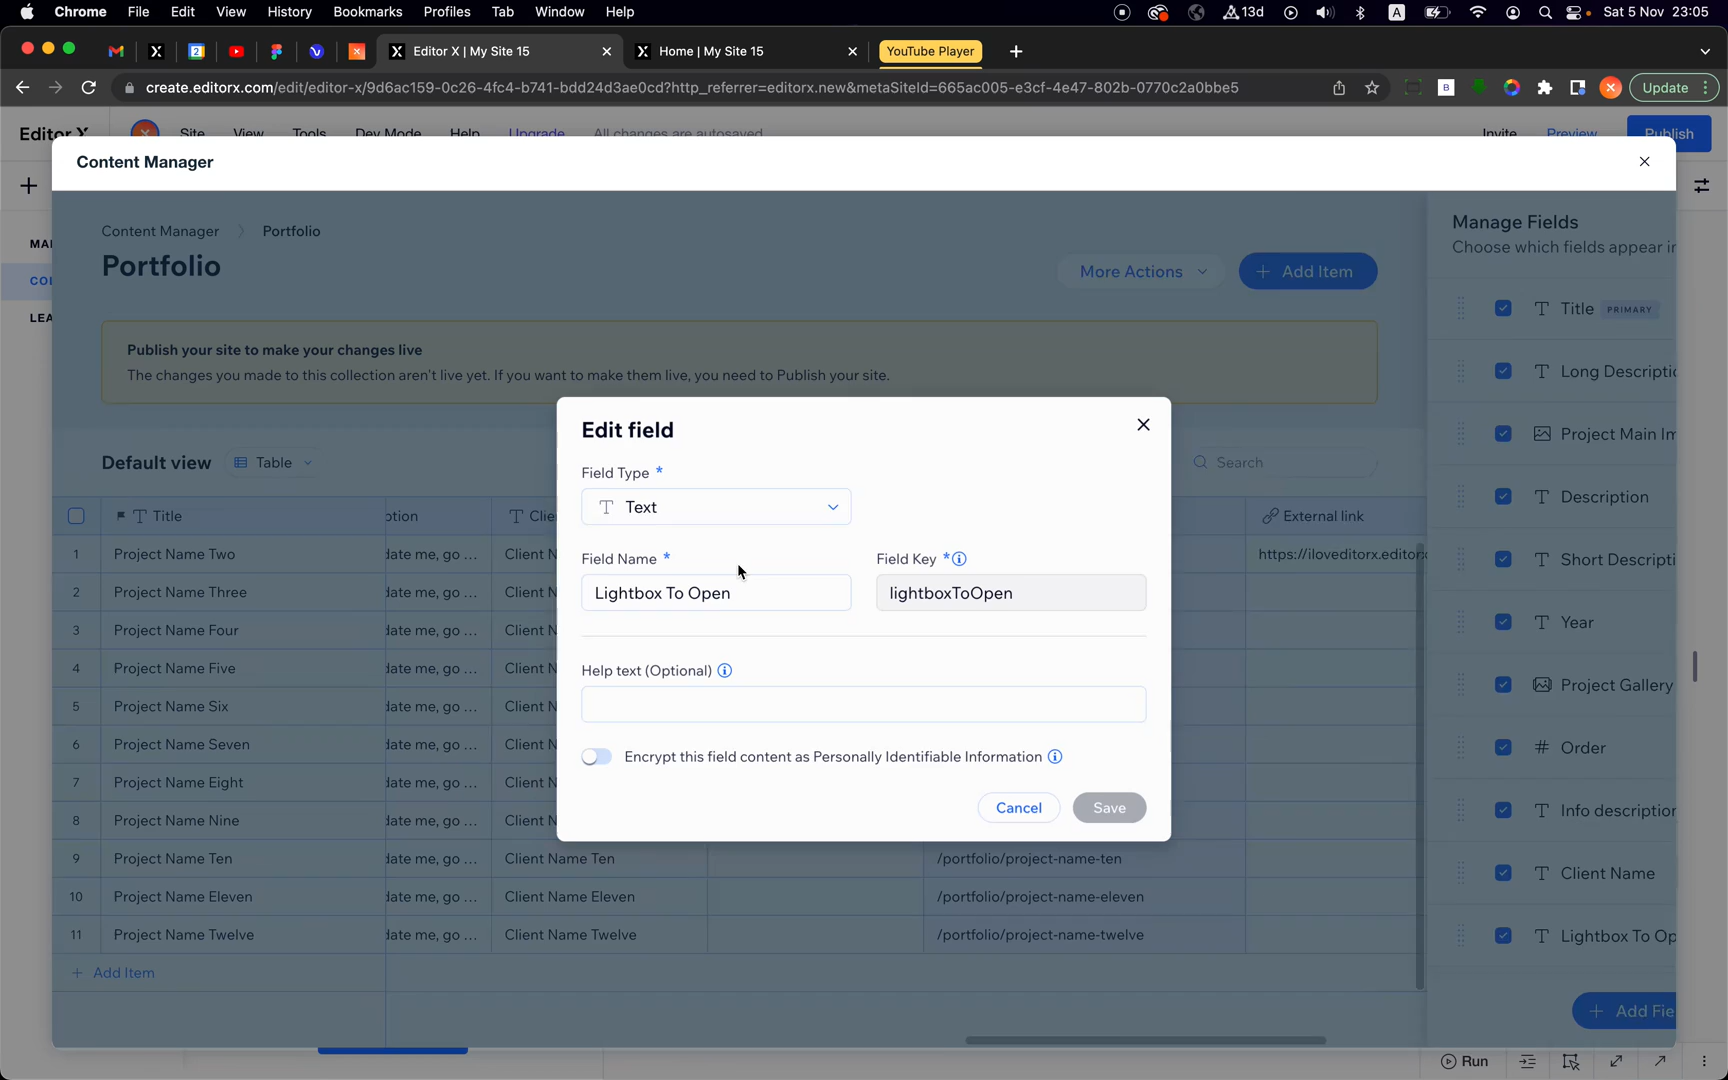 Chrome File Edit View History Bookmarks Profiles Tab Window Help 13d A Sat 5 Nov 23:05
2 Editor X | My Site 15 Home | My Site 15 YouTube Player
create.editorx.com/edit/editor-x/9d6ac159-0c26-4fc4-b741-bdd24d3ae0cd?http_referrer=editorx.new&metaSiteId=665ac005-e3cf-4e47-802b-0770c2a0bbe5 B Update
Editor X Site View Tools Dev Mode Help Upgrade All changes are autosaved Invite Preview Publish
Content Manager
Content Manager > Portfolio
Portfolio
More Actions + Add Item
Publish your site to make your changes live
The changes you made to this collection aren't live yet. If you want to make them live, you need to Publish your site.
Default view Table Search
Title External link
1 Project Name Two date me, go ... https://iloveditorx.editor
2 Project Name Three date me, go ...
3 Project Name Four date me, go ...
4 Project Name Five date me, go ...
5 Project Name Six date me, go ...
6 Project Name Seven date me, go ...
7 Project Name Eight date me, go ...
8 Project Name Nine date me, go ...
9 Project Name Ten date me, go ... Client Name Ten /portfolio/project-name-ten
10 Project Name Eleven date me, go ... Client Name Eleven /portfolio/project-name-eleven
11 Project Name Twelve date me, go ... Client Name Twelve /portfolio/project-name-twelve
+ Add Item
Edit field
Field Type *
Text
Field Name * Field Key *
Lightbox To Open lightboxToOpen
Help text (Optional)
Encrypt this field content as Personally Identifiable Information
Cancel Save
Manage Fields
Choose which fields appear in
Title PRIMARY
Long Descriptio
Project Main Im
Description
Short Descripti
Year
Project Gallery
# Order
Info description
Client Name
Lightbox To Op
+ Add Fie
Run